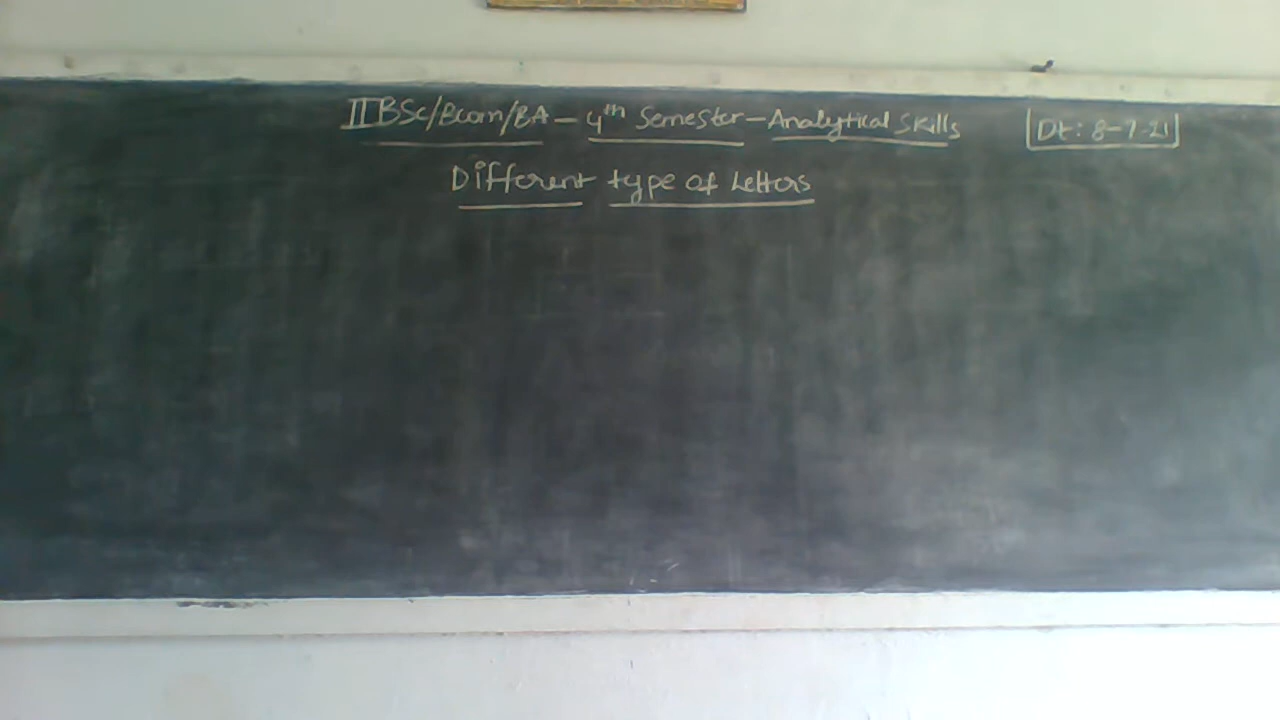 II BSc/Bcom/BA – 4th Semester – Analytical Skills
Dt: 8-7-21
Different type of Letters